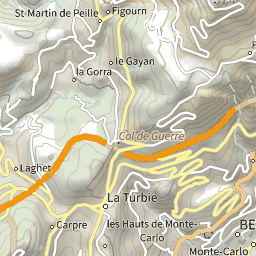 Figourn
St-Martin de Peille
le Gayan
la Gorra
Col de Guerre
Laghet
La Turbie
les Hauts de Monte-
Carlo
Carpre
BE
Monte-Carlo